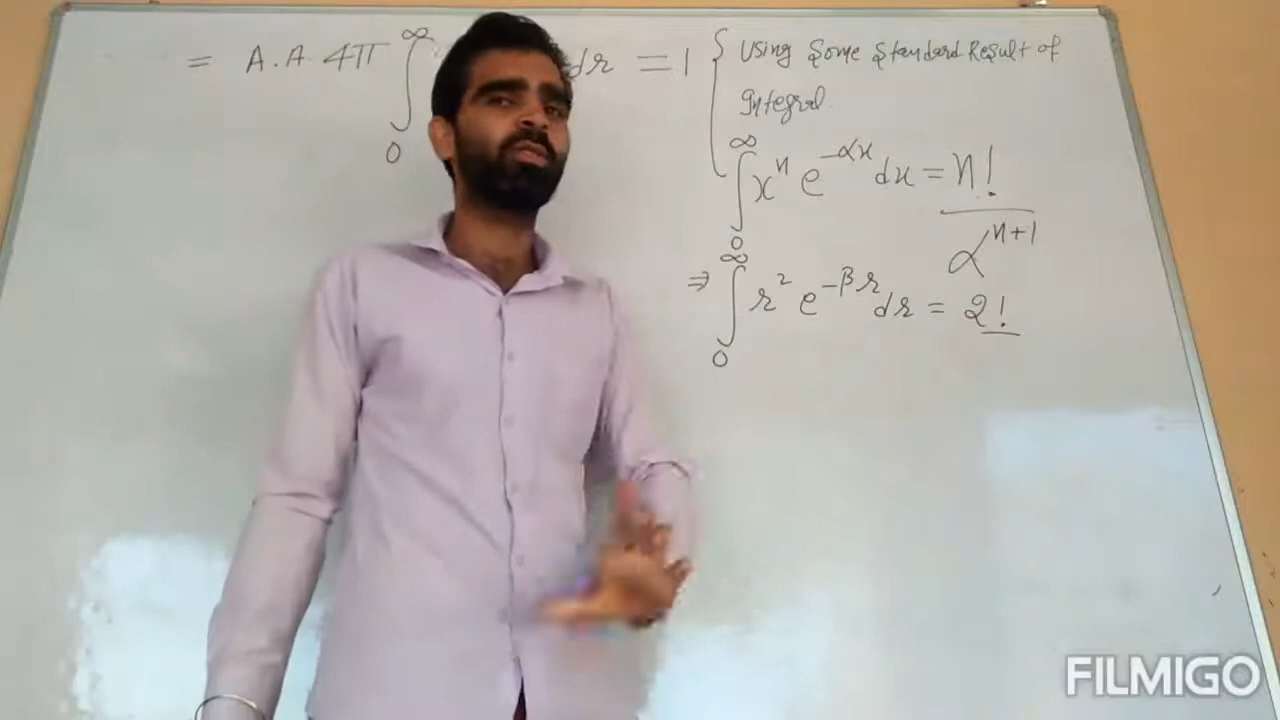 = A.A. 4π ∫₀^∞ dr = 1
{ Using Some Standard Result of
Integral.
∫₀^∞ xⁿ e^{-αx} dx = n! / α^{n+1}
⇒ ∫₀^∞ r² e^{-βr} dr = 2!
FILMIGO